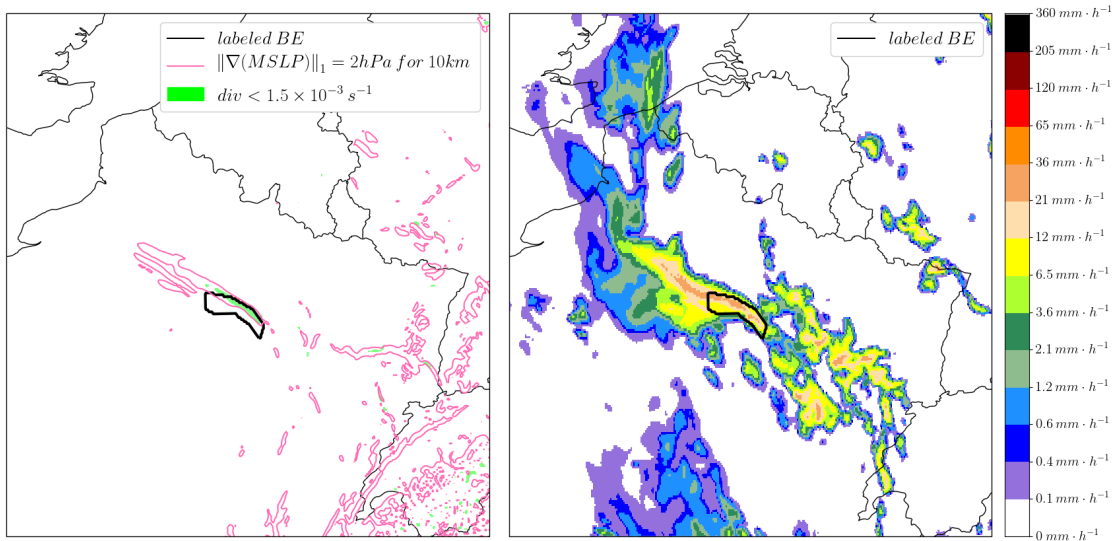 labeled BE
‖∇(MSLP)‖₁ = 2hPa for 10km
div < 1.5 × 10⁻³ s⁻¹
labeled BE
360 mm · h⁻¹
205 mm · h⁻¹
120 mm · h⁻¹
65 mm · h⁻¹
36 mm · h⁻¹
21 mm · h⁻¹
12 mm · h⁻¹
6.5 mm · h⁻¹
3.6 mm · h⁻¹
2.1 mm · h⁻¹
1.2 mm · h⁻¹
0.6 mm · h⁻¹
0.4 mm · h⁻¹
0.1 mm · h⁻¹
0 mm · h⁻¹